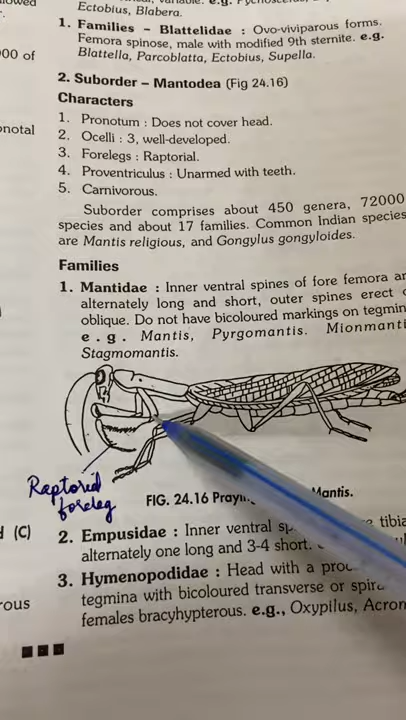 Ectobius, Blabera.
1. Families – Blattelidae : Ovo-viviparous forms.
Femora spinose, male with modified 9th sternite. e.g.
Blattella, Parcoblatta, Ectobius, Supella.
000 of
2. Suborder – Mantodea (Fig 24.16)
Characters
1. Pronotum : Does not cover head.
2. Ocelli : 3, well-developed.
3. Forelegs : Raptorial.
4. Proventriculus : Unarmed with teeth.
5. Carnivorous.
Suborder comprises about 450 genera, 72000
species and about 17 families. Common Indian species
are Mantis religious, and Gongylus gongyloides.
Families
1. Mantidae : Inner ventral spines of fore femora
alternately long and short, outer spines erect
oblique. Do not have bicoloured markings on
e . g . Mantis, Pyrgomantis.
Stagmomantis.
Raptorial
foreleg
FIG. 24.16 Mantis.
(C)
2. Empusidae : Inner ventral
alternately one long and 3-4 short.
3. Hymenopodidae : Head with a
tegmina with bicoloured transverse or
females bracyhypterous. e.g., Oxypilus,